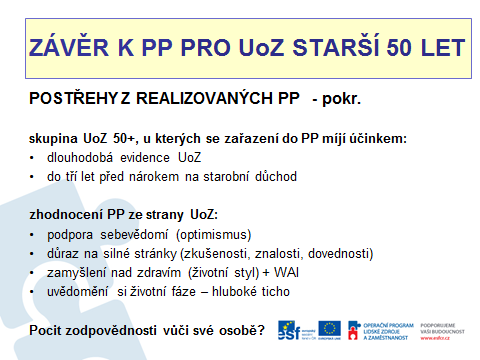 ZÁVĚR K PP PRO UoZ STARŠÍ 50 LET
POSTŘEHY Z REALIZOVANÝCH PP - pokr.
skupina UoZ 50+, u kterých se zařazení do PP míjí účinkem:
• dlouhodobá evidence UoZ
• do tří let před nárokem na starobní důchod
zhodnocení PP ze strany UoZ:
• podpora sebevědomí (optimismus)
• důraz na silné stránky (zkušenosti, znalosti, dovednosti)
• zamyšlení nad zdravím (životní styl) + WAI
• uvědomění si životní fáze – hluboké ticho
Pocit zodpovědnosti vůči své osobě?
esf
OPERAČNÍ PROGRAM
LIDSKÉ ZDROJE
A ZAMĚSTNANOST
PODPORUJEME
VAŠI BUDOUCNOST
www.esfcr.cz